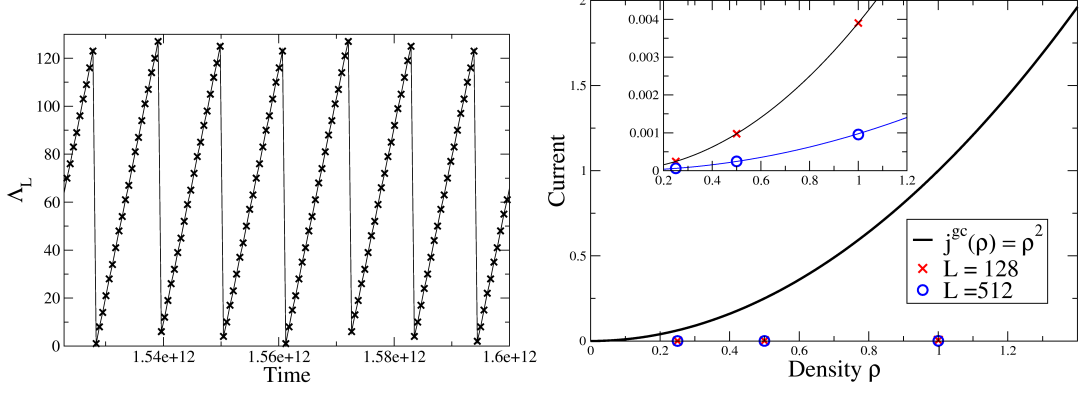 120
100
80
60
40
20
0
Λ_L
1.54e+12
1.56e+12
1.58e+12
1.6e+12
Time
2
1.5
1
0.5
0
Current
0.004
0.003
0.002
0.001
0
0.2
0.4
0.6
0.8
1
1.2
j^gc(ρ) = ρ^2
L = 128
L =512
0
0.2
0.4
0.6
0.8
1
1.2
Density ρ